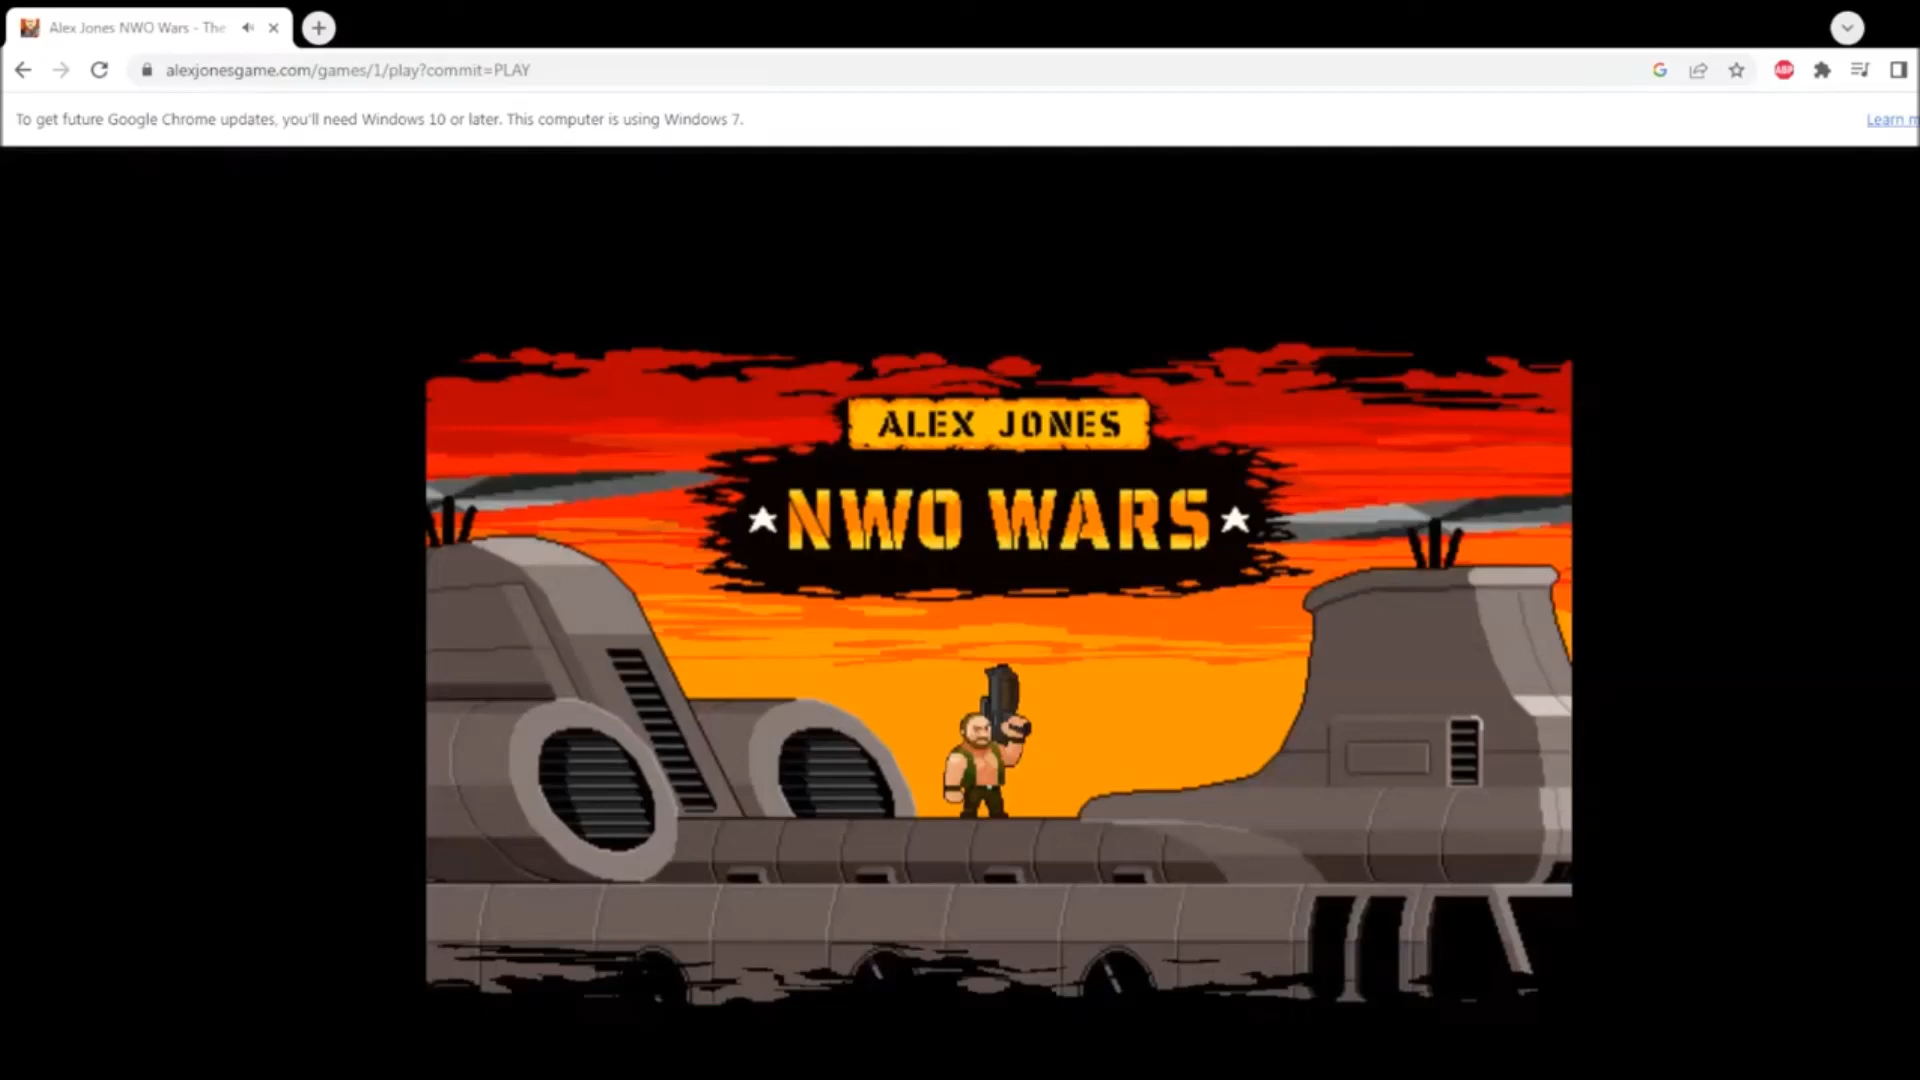 Alex Jones NWO Wars - The
alexjonesgame.com/games/1/play?commit=PLAY
ABP
To get future Google Chrome updates, you'll need Windows 10 or later. This computer is using Windows 7.
Learn m
ALEX JONES
NWO WARS